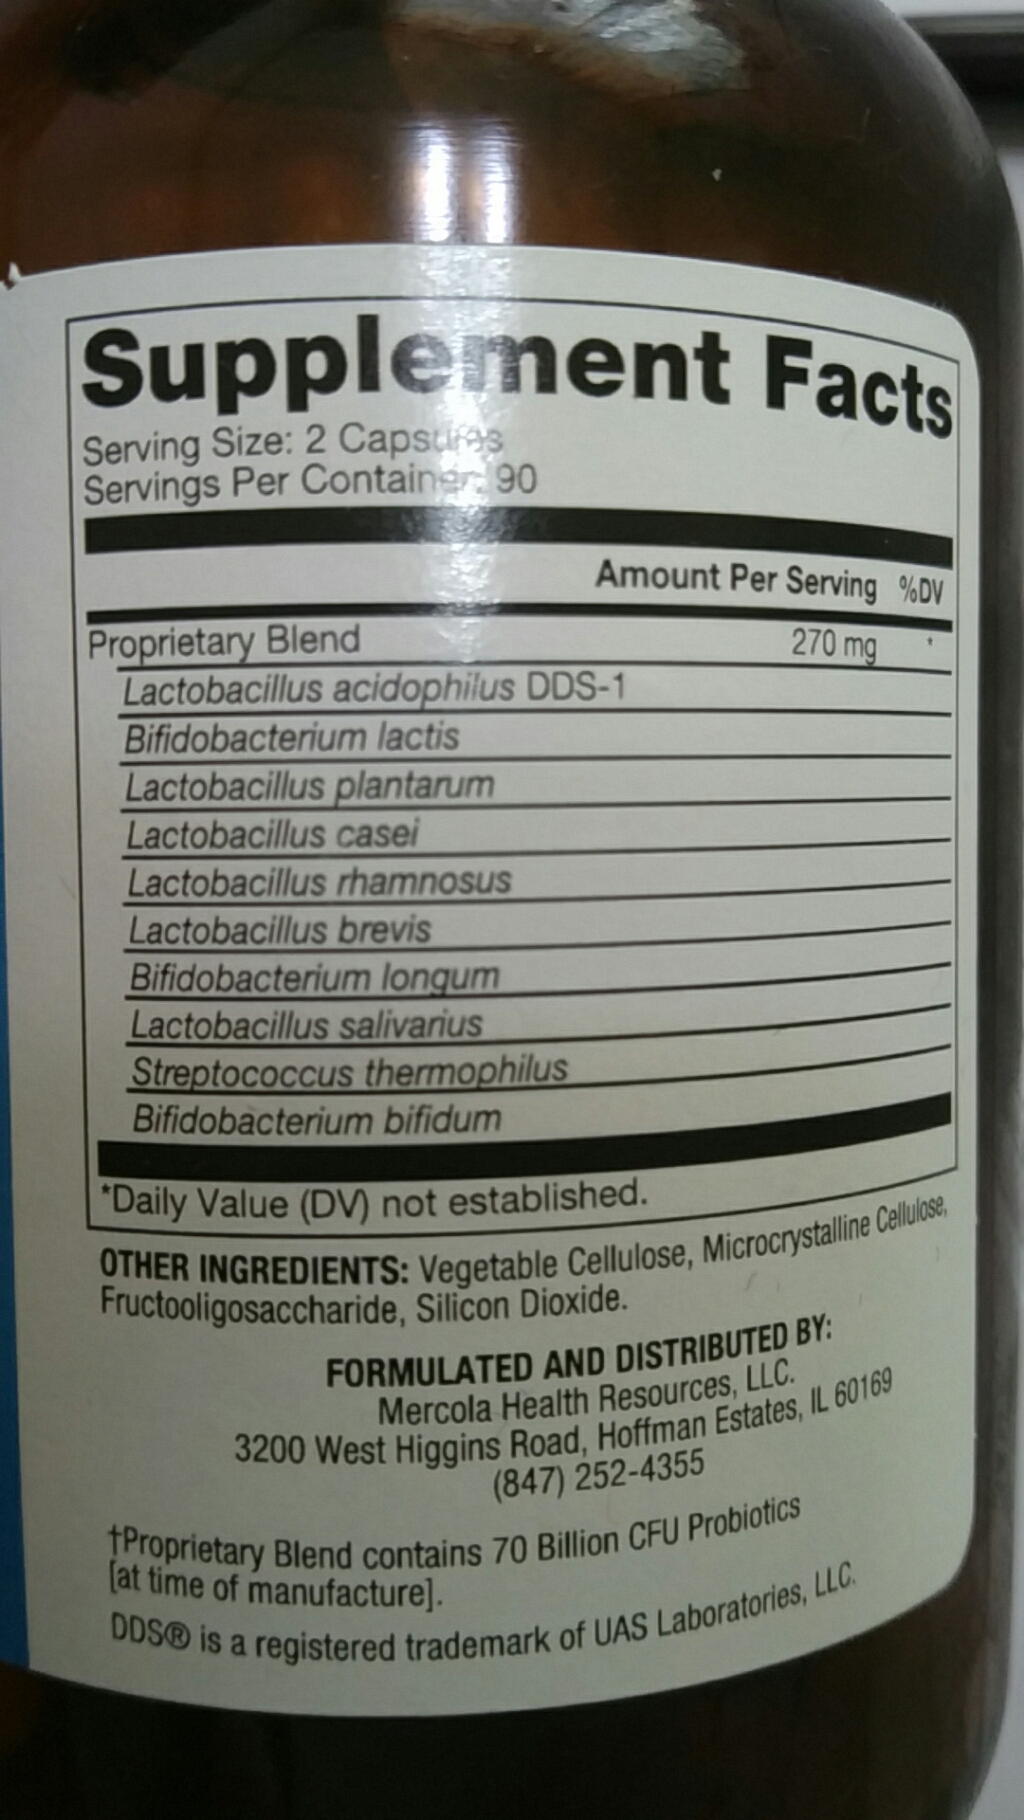 Supplement Facts
Serving Size: 2 Capsules
Servings Per Container: 90
Amount Per Serving %DV
Proprietary Blend 270 mg *
Lactobacillus acidophilus DDS-1
Bifidobacterium lactis
Lactobacillus plantarum
Lactobacillus casei
Lactobacillus rhamnosus
Lactobacillus brevis
Bifidobacterium longum
Lactobacillus salivarius
Streptococcus thermophilus
Bifidobacterium bifidum
*Daily Value (DV) not established.
OTHER INGREDIENTS: Vegetable Cellulose, Microcrystalline Cellulose,
Fructooligosaccharide, Silicon Dioxide.
FORMULATED AND DISTRIBUTED BY:
Mercola Health Resources, LLC.
3200 West Higgins Road, Hoffman Estates, IL 60169
(847) 252-4355
†Proprietary Blend contains 70 Billion CFU Probiotics
[at time of manufacture].
DDS® is a registered trademark of UAS Laboratories, LLC.